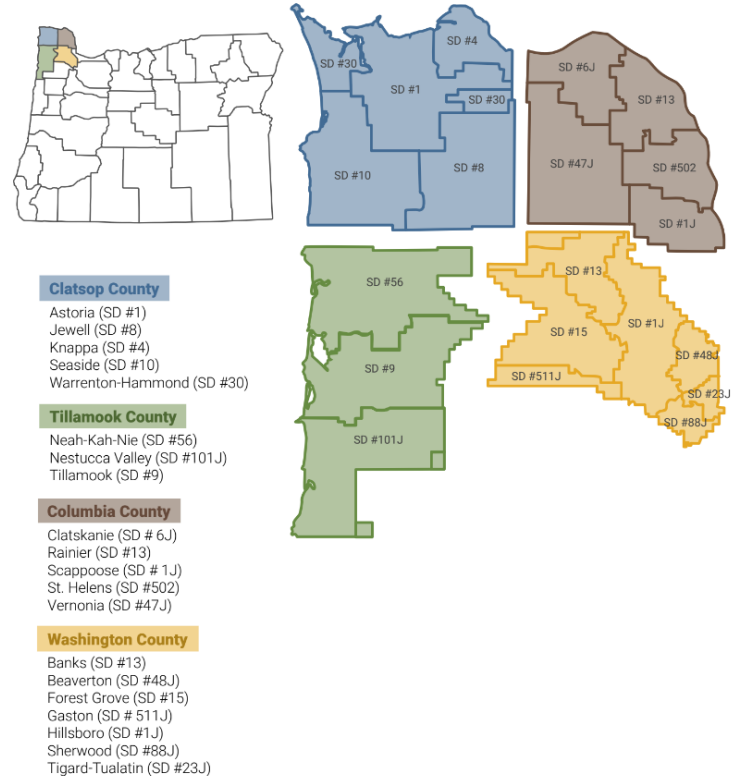 SD #4
SD #30
SD #1
SD #30
SD #10
SD #8
SD #6J
SD #13
SD #47J
SD #502
SD #1J
SD #56
SD #9
SD #101J
SD #13
SD #15
SD #1J
SD #48J
SD #511J
SD #23J
SD #88J
Clatsop County
Astoria (SD #1)
Jewell (SD #8)
Knappa (SD #4)
Seaside (SD #10)
Warrenton-Hammond (SD #30)
Tillamook County
Neah-Kah-Nie (SD #56)
Nestucca Valley (SD #101J)
Tillamook (SD #9)
Columbia County
Clatskanie (SD # 6J)
Rainier (SD #13)
Scappoose (SD # 1J)
St. Helens (SD #502)
Vernonia (SD #47J)
Washington County
Banks (SD #13)
Beaverton (SD #48J)
Forest Grove (SD #15)
Gaston (SD # 511J)
Hillsboro (SD #1J)
Sherwood (SD #88J)
Tigard-Tualatin (SD #23J)